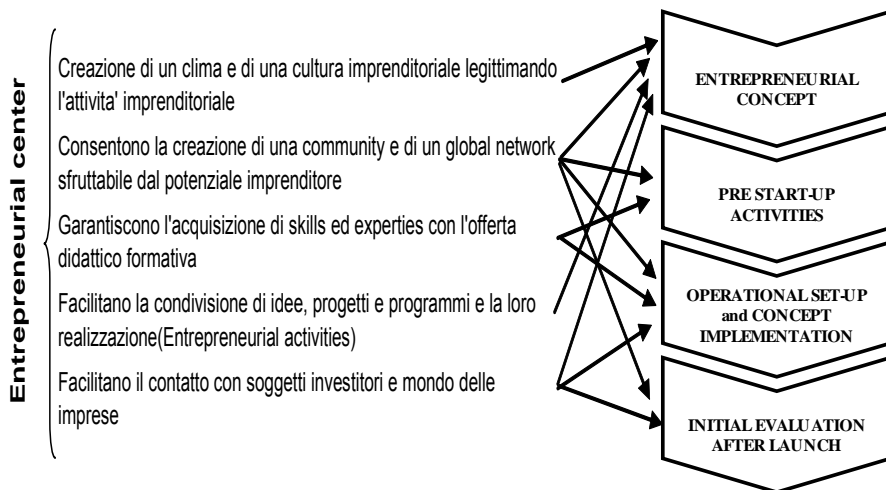 Entrepreneurial center
Creazione di un clima e di una cultura imprenditoriale legittimando
l'attivita' imprenditoriale
Consentono la creazione di una community e di un global network
sfruttabile dal potenziale imprenditore
Garantiscono l'acquisizione di skills ed experties con l'offerta
didattico formativa
Facilitano la condivisione di idee, progetti e programmi e la loro
realizzazione(Entrepreneurial activities)
Facilitano il contatto con soggetti investitori e mondo delle
imprese
ENTREPRENEURIAL
CONCEPT
PRE START-UP
ACTIVITIES
OPERATIONAL SET-UP
and CONCEPT
IMPLEMENTATION
INITIAL EVALUATION
AFTER LAUNCH